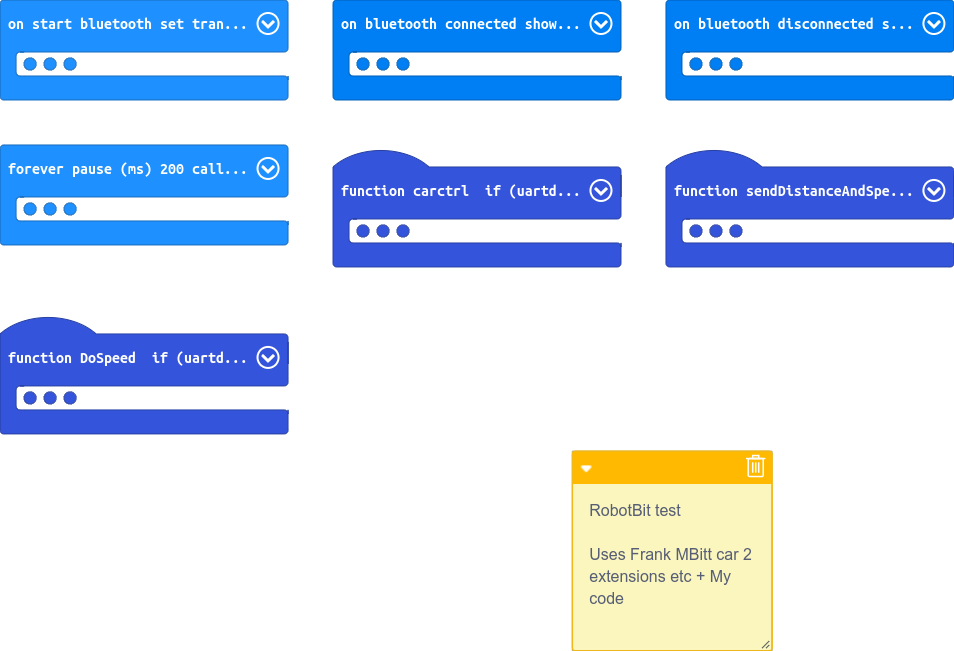 on start bluetooth set tran...
on bluetooth connected show...
on bluetooth disconnected s...
forever pause (ms) 200 call...
function carctrl  if (uartd...
function sendDistanceAndSpe...
function DoSpeed  if (uartd...
RobotBit test
Uses Frank MBitt car 2
extensions etc + My
code